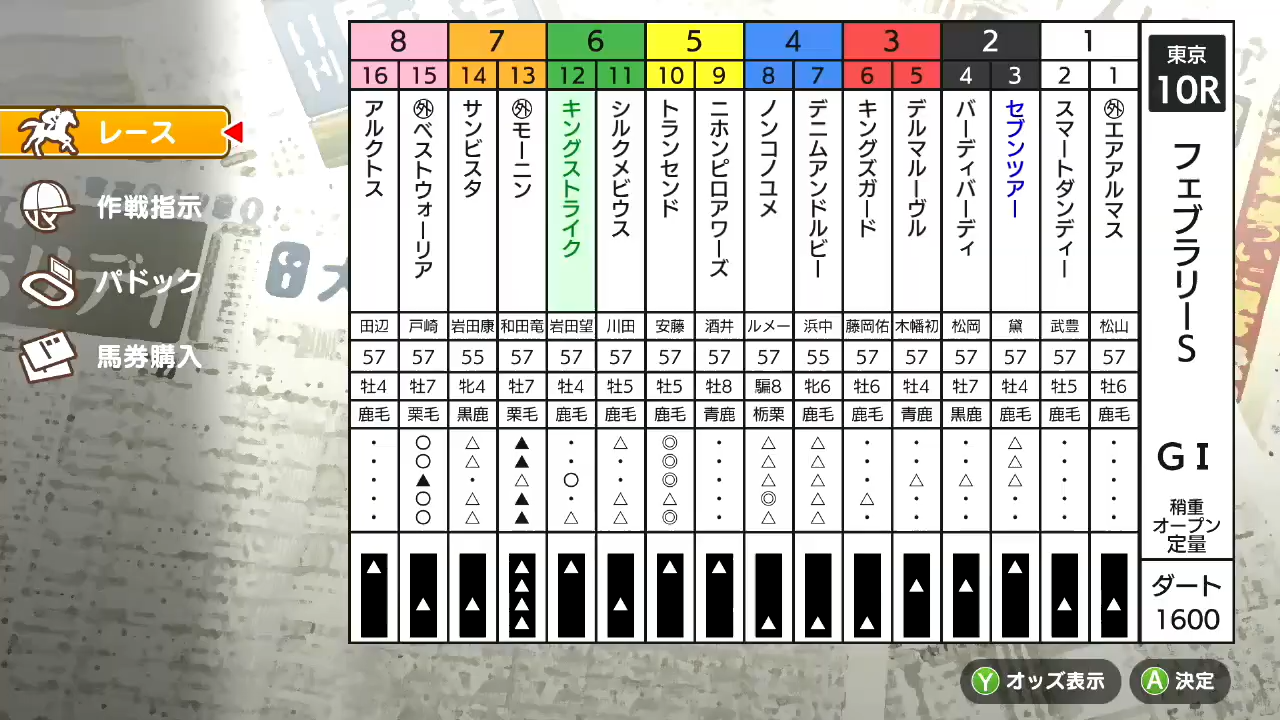 レース
作戦指示
パドック
馬券購入
8 7 6 5 4 3 2 1
16 15 14 13 12 11 10 9 8 7 6 5 4 3 2 1
アルクトス
外ベストウォーリア
サンビスタ
外モーニン
キングストライク
シルクメビウス
トランセンド
ニホンピロアワーズ
ノンコノユメ
デニムアンドルビー
キングズガード
デルマルーヴル
バーディバーディ
セブンツアー
スマートダンディー
外エアアルマス
田辺 戸崎 岩田康 和田竜 岩田望 川田 安藤 酒井 ルメー 浜中 藤岡佑 木幡初 松岡 黛 武豊 松山
57 57 55 57 57 57 57 57 57 55 57 57 57 57 57 57
牡4 牡7 牝4 牡7 牡4 牡5 牡5 牡8 騸8 牝6 牡6 牡4 牡7 牡4 牡5 牡6
鹿毛 栗毛 黒鹿 栗毛 鹿毛 鹿毛 鹿毛 青鹿 栃栗 鹿毛 鹿毛 青鹿 黒鹿 鹿毛 鹿毛 鹿毛
・ ○ △ ▲ ・ △ ◎ ・ △ △ ・ ・ ・ △ ・ ・
・ ○ △ ▲ ・ ・ ◎ ・ △ △ ・ ・ ・ △ ・ ・
・ ▲ ・ △ ○ ・ ◎ ・ △ △ ・ △ △ △ ・ ・
・ ○ △ ▲ ・ △ △ ・ ◎ △ △ ・ ・ ・ ・ ・
・ ○ △ ▲ △ △ ◎ ・ △ △ ・ ・ ・ ・ ・ ・
東京
10R
フェブラリーS
GI
稍重
オープン
定量
ダート
1600
Y オッズ表示 A 決定